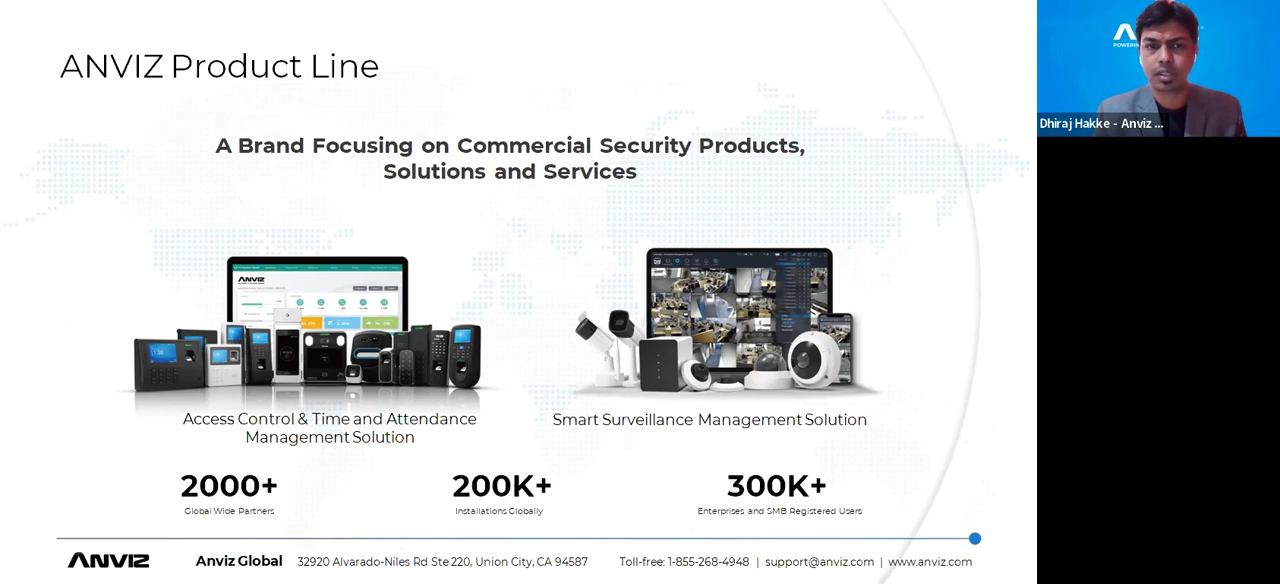 ANVIZ Product Line
A Brand Focusing on Commercial Security Products,
Solutions and Services
ANVIZ
Access Control & Time and Attendance
Management Solution
Smart Surveillance Management Solution
2000+
Global Wide Partners
200K+
Installations Globally
300K+
Enterprises and SMB Registered Users
ANVIZ
Anviz Global 32920 Alvarado-Niles Rd Ste 220, Union City, CA 94587 Toll-free: 1-855-268-4948 | support@anviz.com | www.anviz.com
Dhiraj Hakke - Anviz ...